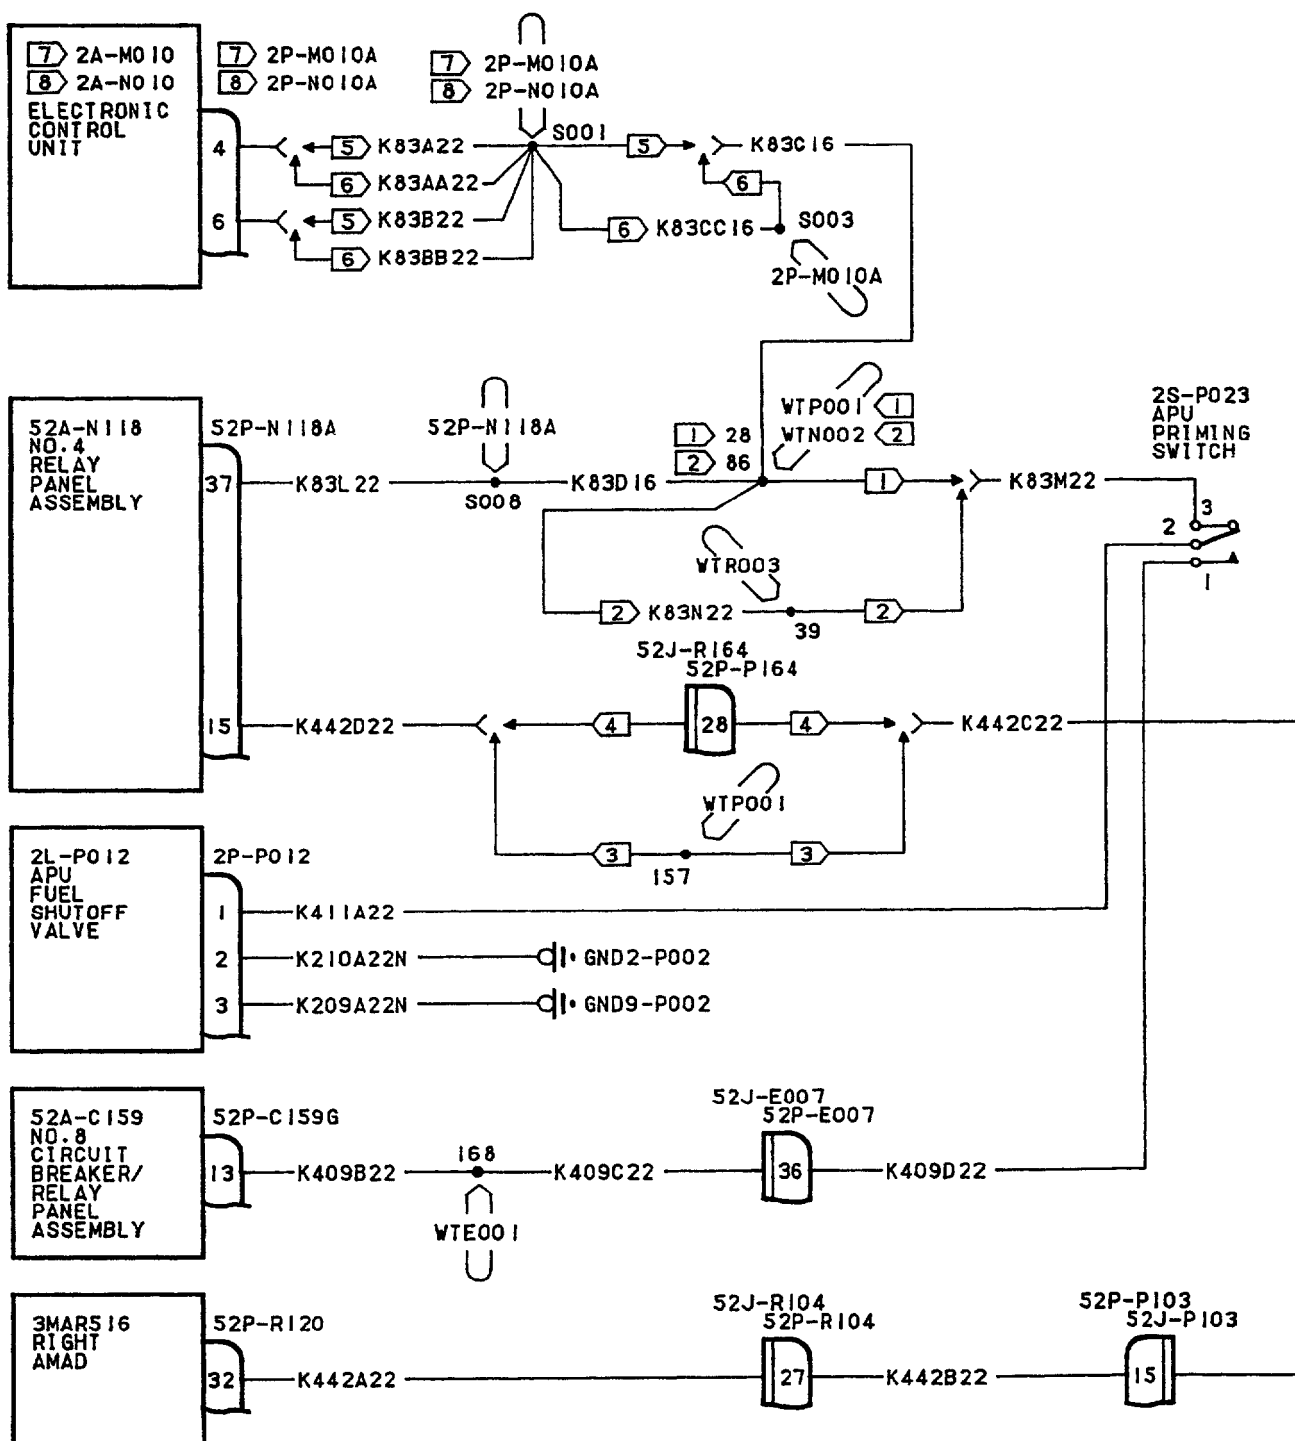 7 2A-M010 7 2P-M010A
8 2A-N010 8 2P-N010A
ELECTRONIC
CONTROL
UNIT
7 2P-M010A
8 2P-N010A
S001
4 5 K83A22 5 K83C16
6 K83AA22 6
6 5 K83B22
6 K83CC16 S003
6 K83BB22
2P-M010A
52A-N118
NO.4
RELAY
PANEL
ASSEMBLY
52P-N118A
52P-N118A
37 K83L22 S008 K83D16
1 28
2 86
WTP001 1
WTN002 2
1 K83M22
2S-P023
APU
PRIMING
SWITCH
3
2
1
WTR003
2 K83N22 39 2
52J-R164
52P-P164
15 K442D22 4 28 4 K442C22
WTP001
3 157 3
2L-P012
APU
FUEL
SHUTOFF
VALVE
2P-P012
1 K411A22
2 K210A22N GND2-P002
3 K209A22N GND9-P002
52A-C159
NO.8
CIRCUIT
BREAKER/
RELAY
PANEL
ASSEMBLY
52P-C159G
52J-E007
52P-E007
13 K409B22 168 K409C22 36 K409D22
WTE001
3MARS16
RIGHT
AMAD
52P-R120
52J-R104
52P-R104
52P-P103
52J-P103
32 K442A22 27 K442B22 15